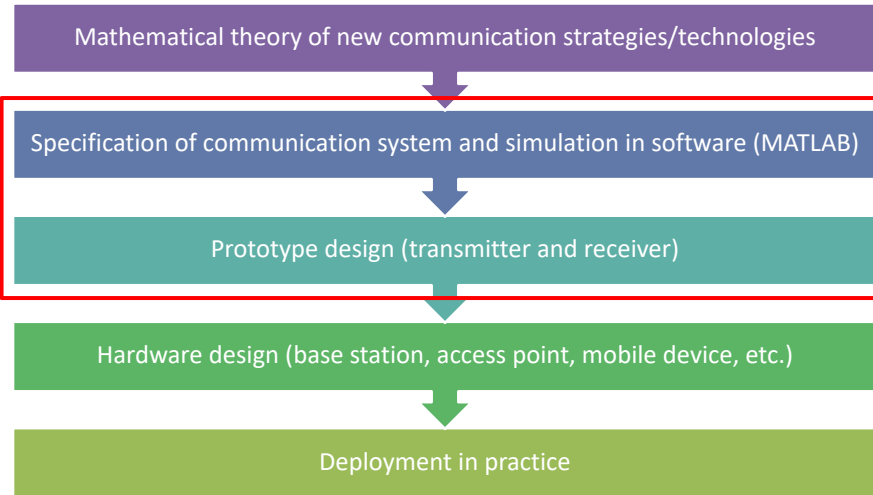 Mathematical theory of new communication strategies/technologies
Specification of communication system and simulation in software (MATLAB)
Prototype design (transmitter and receiver)
Hardware design (base station, access point, mobile device, etc.)
Deployment in practice